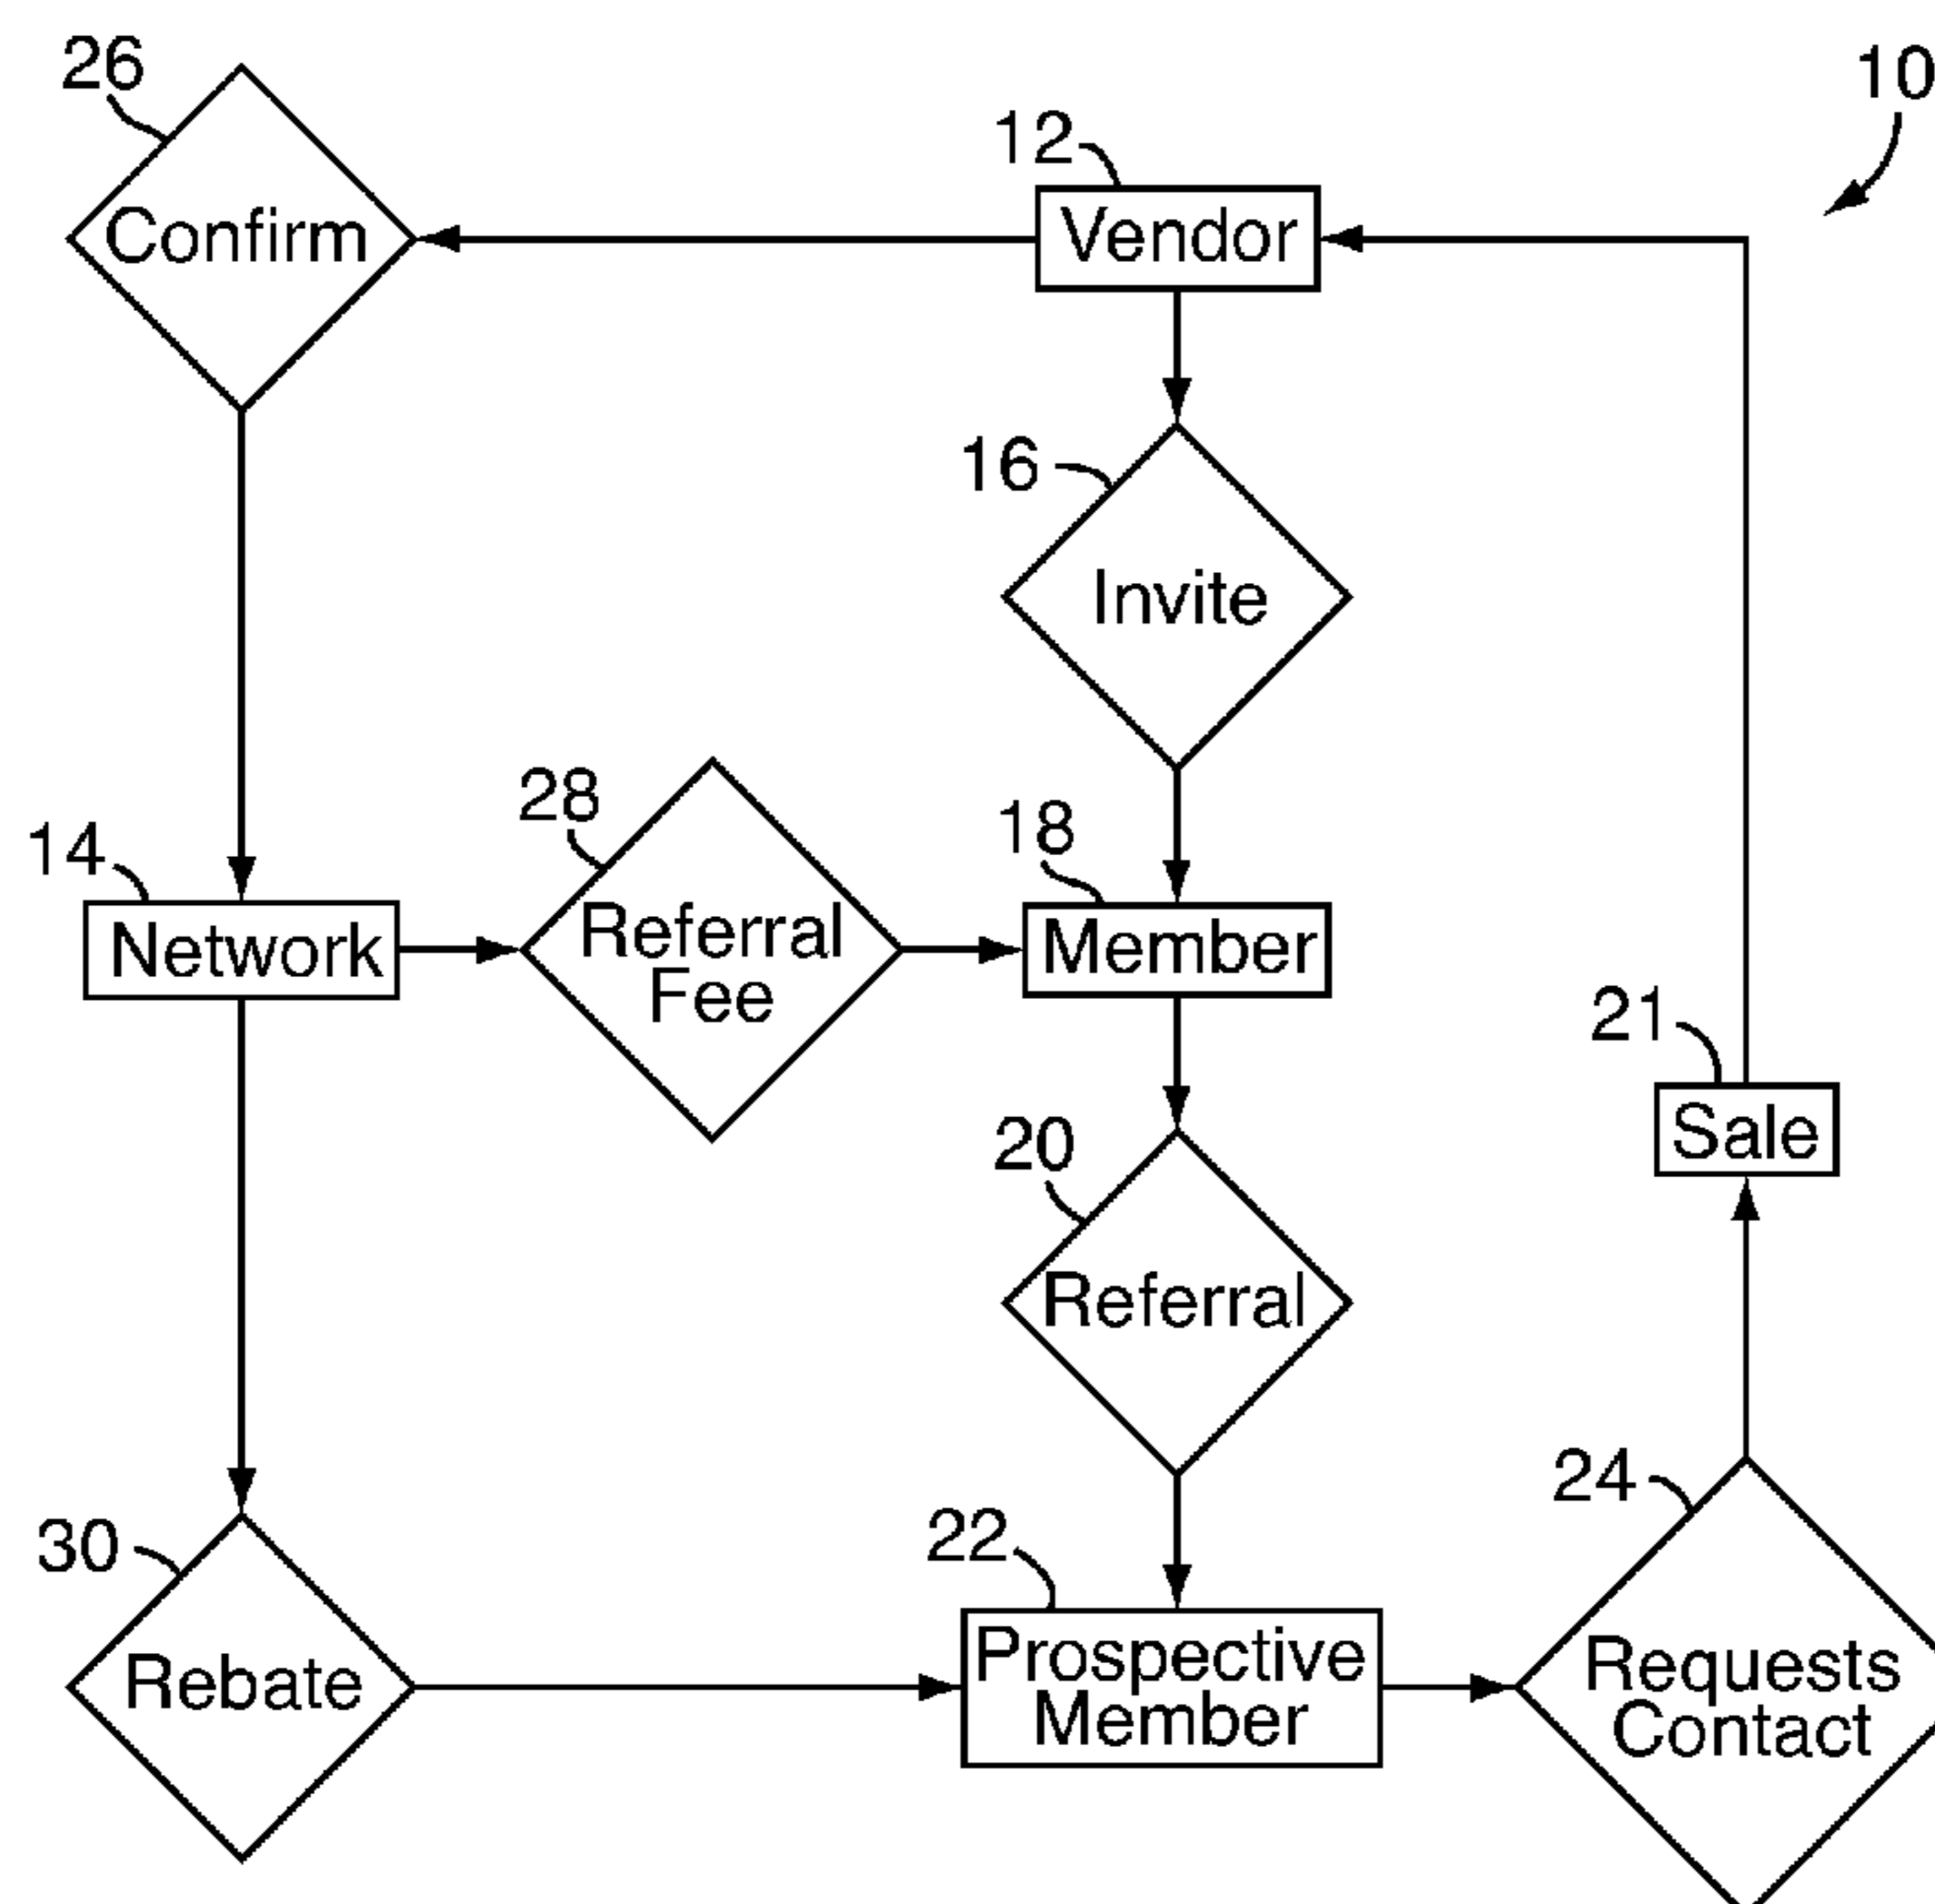 26
10
12
Confirm
Vendor
16
Invite
28
18
14
Referral
Fee
Network
Member
21
Sale
20
Referral
24
22
30
Prospective
Member
Rebate
Requests
Contact